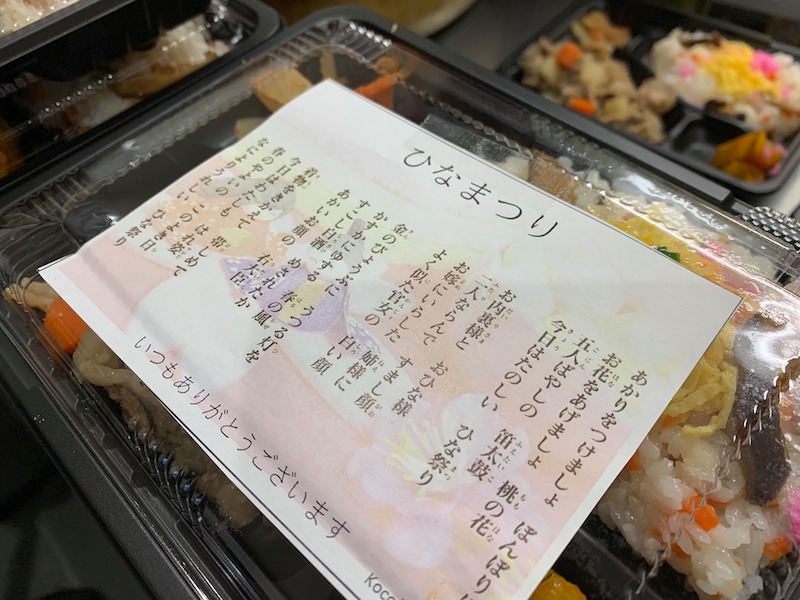 ひなまつり
あかりをつけましょ ぼんぼりに
お花をあげましょ 桃の花
五人ばやしの 笛太鼓
今日はたのしい ひな祭り
お内裏様と おひな様
二人ならんで すまし顔
お嫁にいらした 姉様に
よく似た官女の 白い顔
金のびょうぶに うつる灯を
かすかにゆする 春の風
すこし白酒 めされたか
あかいお顔の 右大臣
着物をきかえて 帯しめて
今日はわたしも はれ姿
春のやよいの このよき日
なによりうれしい ひな祭り
いつもありがとうございます
Koco